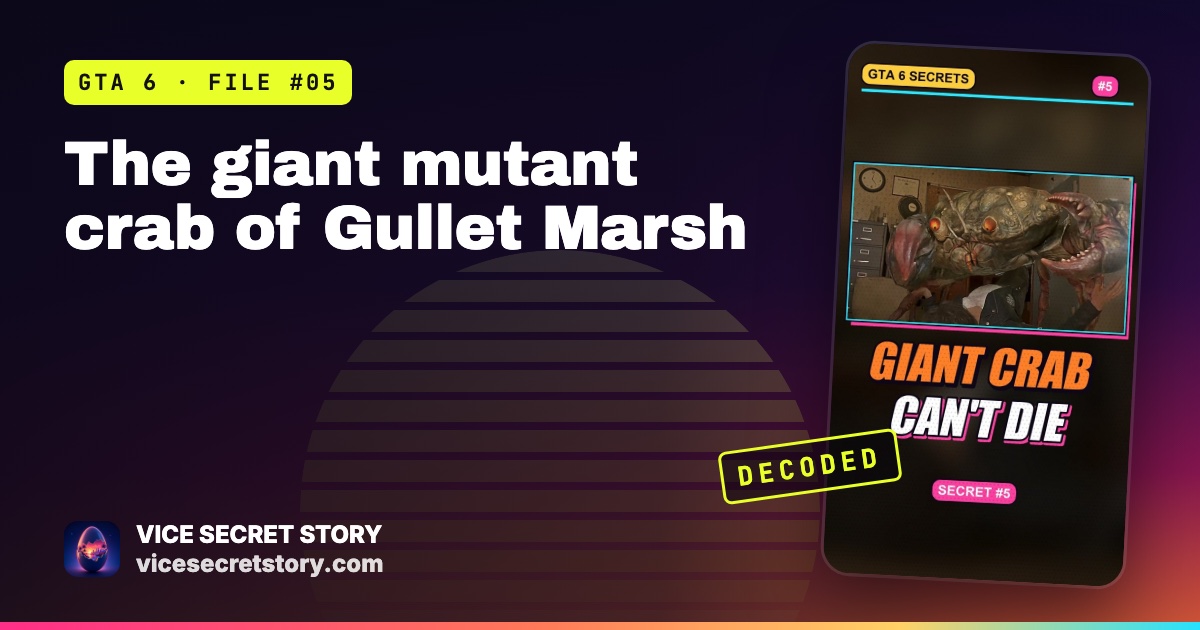 GTA 6 · FILE #05
The giant mutant
crab of Gullet Marsh
GTA 6 SECRETS
#5
GIANT CRAB
CAN'T DIE
DECODED
SECRET #5
VICE SECRET STORY
vicesecretstory.com